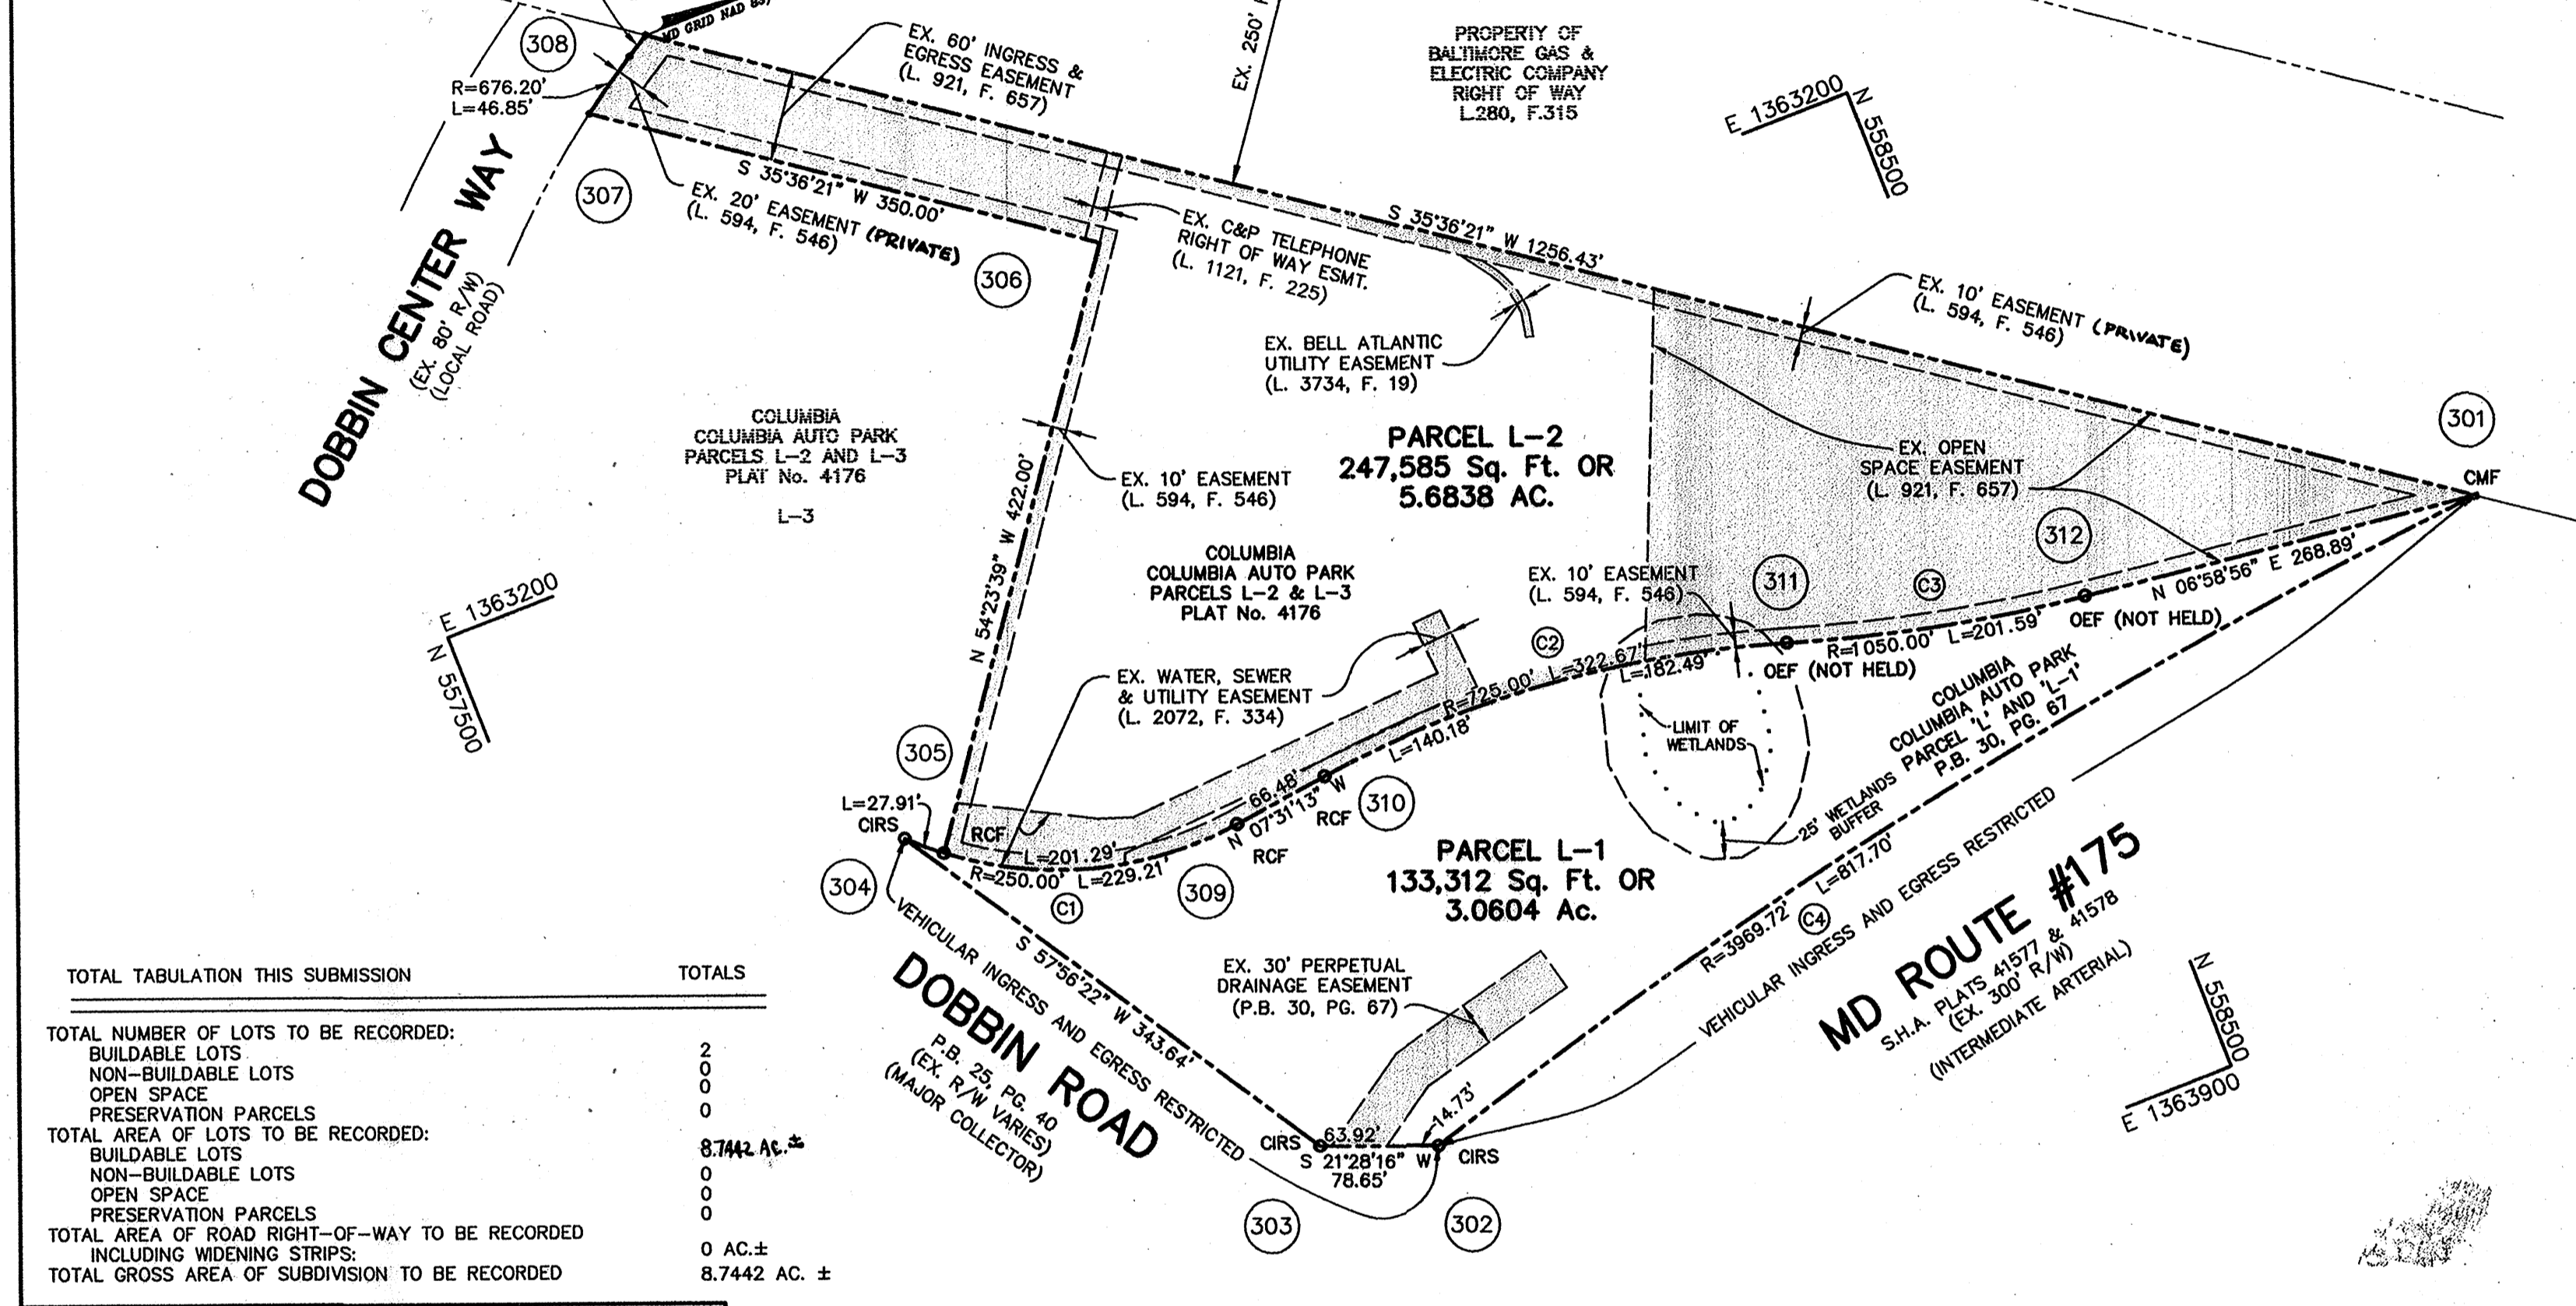 308
MD GRID NAD 83/
R=676.20'
L=46.85'
EX. 60' INGRESS &
EGRESS EASEMENT
(L. 921, F. 657)
EX. 250'
PROPERTY OF
BALTIMORE GAS &
ELECTRIC COMPANY
RIGHT OF WAY
L.280, F.315
E 1363200
N 558500
DOBBIN CENTER WAY
(EX. 80' R/W)
(LOCAL ROAD)
307
S 35°36'21" W 350.00'
EX. 20' EASEMENT (PRIVATE)
(L. 594, F. 546)
306
EX. C&P TELEPHONE
RIGHT OF WAY ESMT.
(L. 1121, F. 225)
S 35°36'21" W 1256.43'
EX. 10' EASEMENT (PRIVATE)
(L. 594, F. 546)
EX. BELL ATLANTIC
UTILITY EASEMENT
(L. 3734, F. 19)
301
CMF
COLUMBIA
COLUMBIA AUTO PARK
PARCELS L-2 AND L-3
PLAT No. 4176
L-3
PARCEL L-2
247,585 Sq. Ft. OR
5.6838 AC.
EX. OPEN
SPACE EASEMENT
(L. 921, F. 657)
EX. 10' EASEMENT
(L. 594, F. 546)
N 54°23'39" W 422.00'
COLUMBIA
COLUMBIA AUTO PARK
PARCELS L-2 & L-3
PLAT No. 4176
EX. 10' EASEMENT
(L. 594, F. 546)
311
C3
312
N 06°58'56" E 268.89'
OEF (NOT HELD)
R=1050.00' L=201.59'
OEF (NOT HELD)
E 1363200
N 557500
C2
R=725.00' L=322.67'
L=182.49'
L=140.18'
EX. WATER, SEWER
& UTILITY EASEMENT
(L. 2072, F. 334)
LIMIT OF
WETLANDS
COLUMBIA
COLUMBIA AUTO PARK
PARCEL 'L' AND 'L-1'
P.B. 30, PG. 67
25' WETLANDS
BUFFER
305
L=27.91'
CIRS
RCF
304
L=201.29'
R=250.00' L=229.21'
C1
309
66.48'
N 07°31'13" W
RCF
RCF
310
PARCEL L-1
133,312 Sq. Ft. OR
3.0604 Ac.
R=3969.72' L=817.70'
C4
VEHICULAR INGRESS AND EGRESS RESTRICTED
MD ROUTE #175
S.H.A. PLATS 41577 & 41578
(EX. 300' R/W)
(INTERMEDIATE ARTERIAL)
N 558500
E 1363900
S 57°56'22" W 343.64'
VEHICULAR INGRESS AND EGRESS RESTRICTED
DOBBIN ROAD
P.B. 25, PG. 40
(EX. R/W VARIES)
(MAJOR COLLECTOR)
EX. 30' PERPETUAL
DRAINAGE EASEMENT
(P.B. 30, PG. 67)
CIRS
63.92'
14.73'
S 21°28'16" W
78.65'
CIRS
303
302
TOTAL TABULATION THIS SUBMISSION TOTALS
TOTAL NUMBER OF LOTS TO BE RECORDED:
BUILDABLE LOTS 2
NON-BUILDABLE LOTS 0
OPEN SPACE 0
PRESERVATION PARCELS 0
TOTAL AREA OF LOTS TO BE RECORDED:
BUILDABLE LOTS 8.7442 AC.±
NON-BUILDABLE LOTS 0
OPEN SPACE 0
PRESERVATION PARCELS 0
TOTAL AREA OF ROAD RIGHT-OF-WAY TO BE RECORDED
INCLUDING WIDENING STRIPS: 0 AC.±
TOTAL GROSS AREA OF SUBDIVISION TO BE RECORDED 8.7442 AC. ±